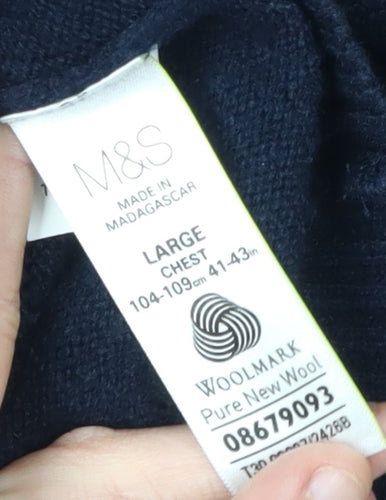 M&S
MADE IN
MADAGASCAR
LARGE
CHEST
104-109cm 41-43in
WOOLMARK
Pure New Wool
08679093